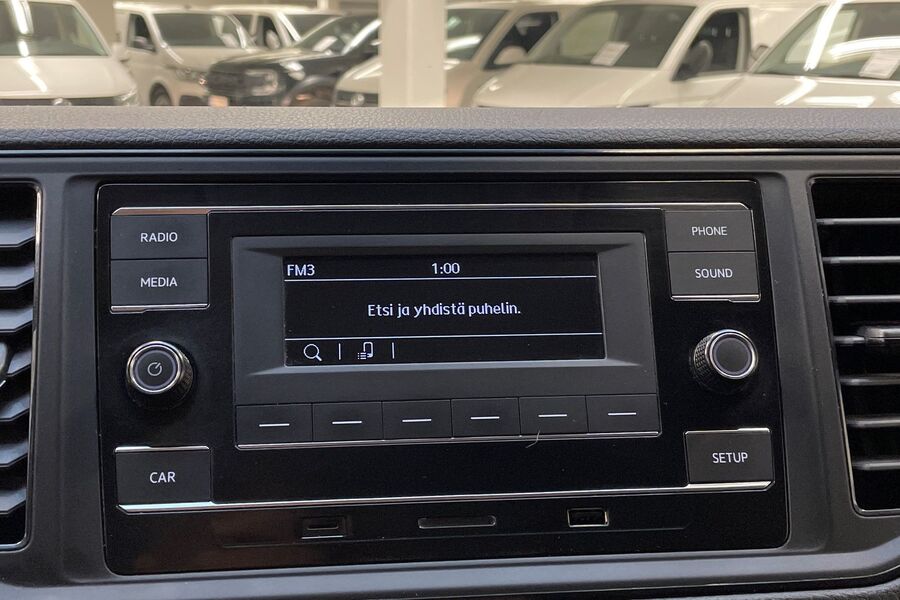 RADIO
MEDIA
CAR
FM3 1:00
Etsi ja yhdistä puhelin.
PHONE
SOUND
SETUP